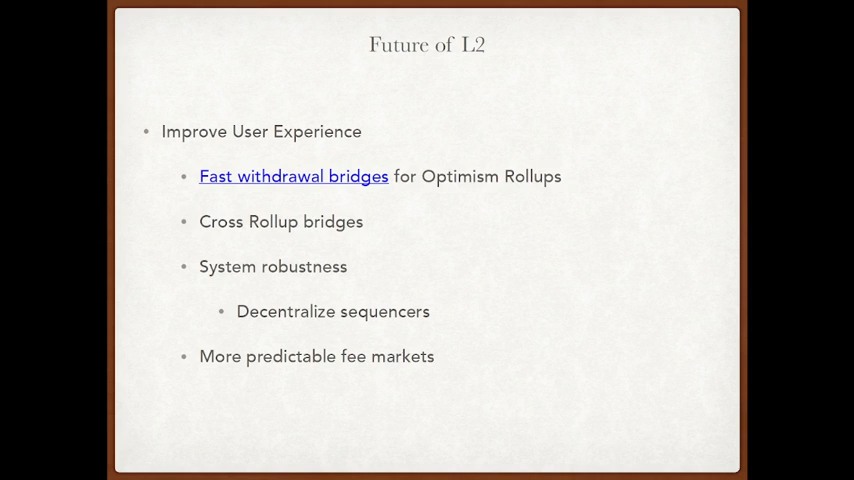 Future of L2
• Improve User Experience
• Fast withdrawal bridges for Optimism Rollups
• Cross Rollup bridges
• System robustness
• Decentralize sequencers
• More predictable fee markets